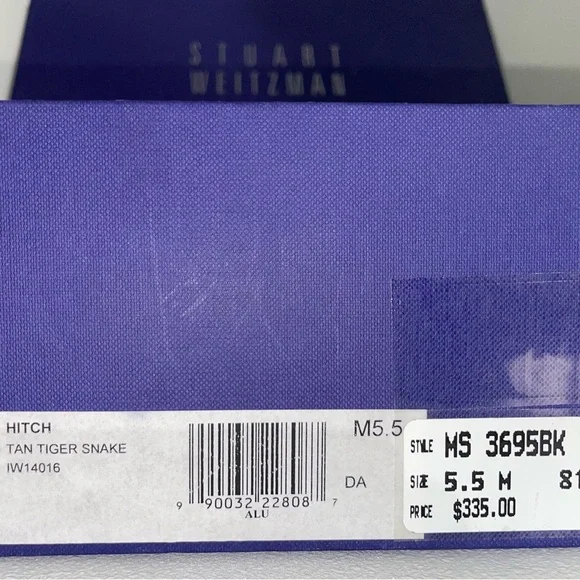 STUART
WEITZMAN
HITCH
TAN TIGER SNAKE
IW14016
M5.5
DA
9 90032 22808 7
ALU
STYLE MS 3695BK
SIZE 5.5 M 81
PRICE $335.00